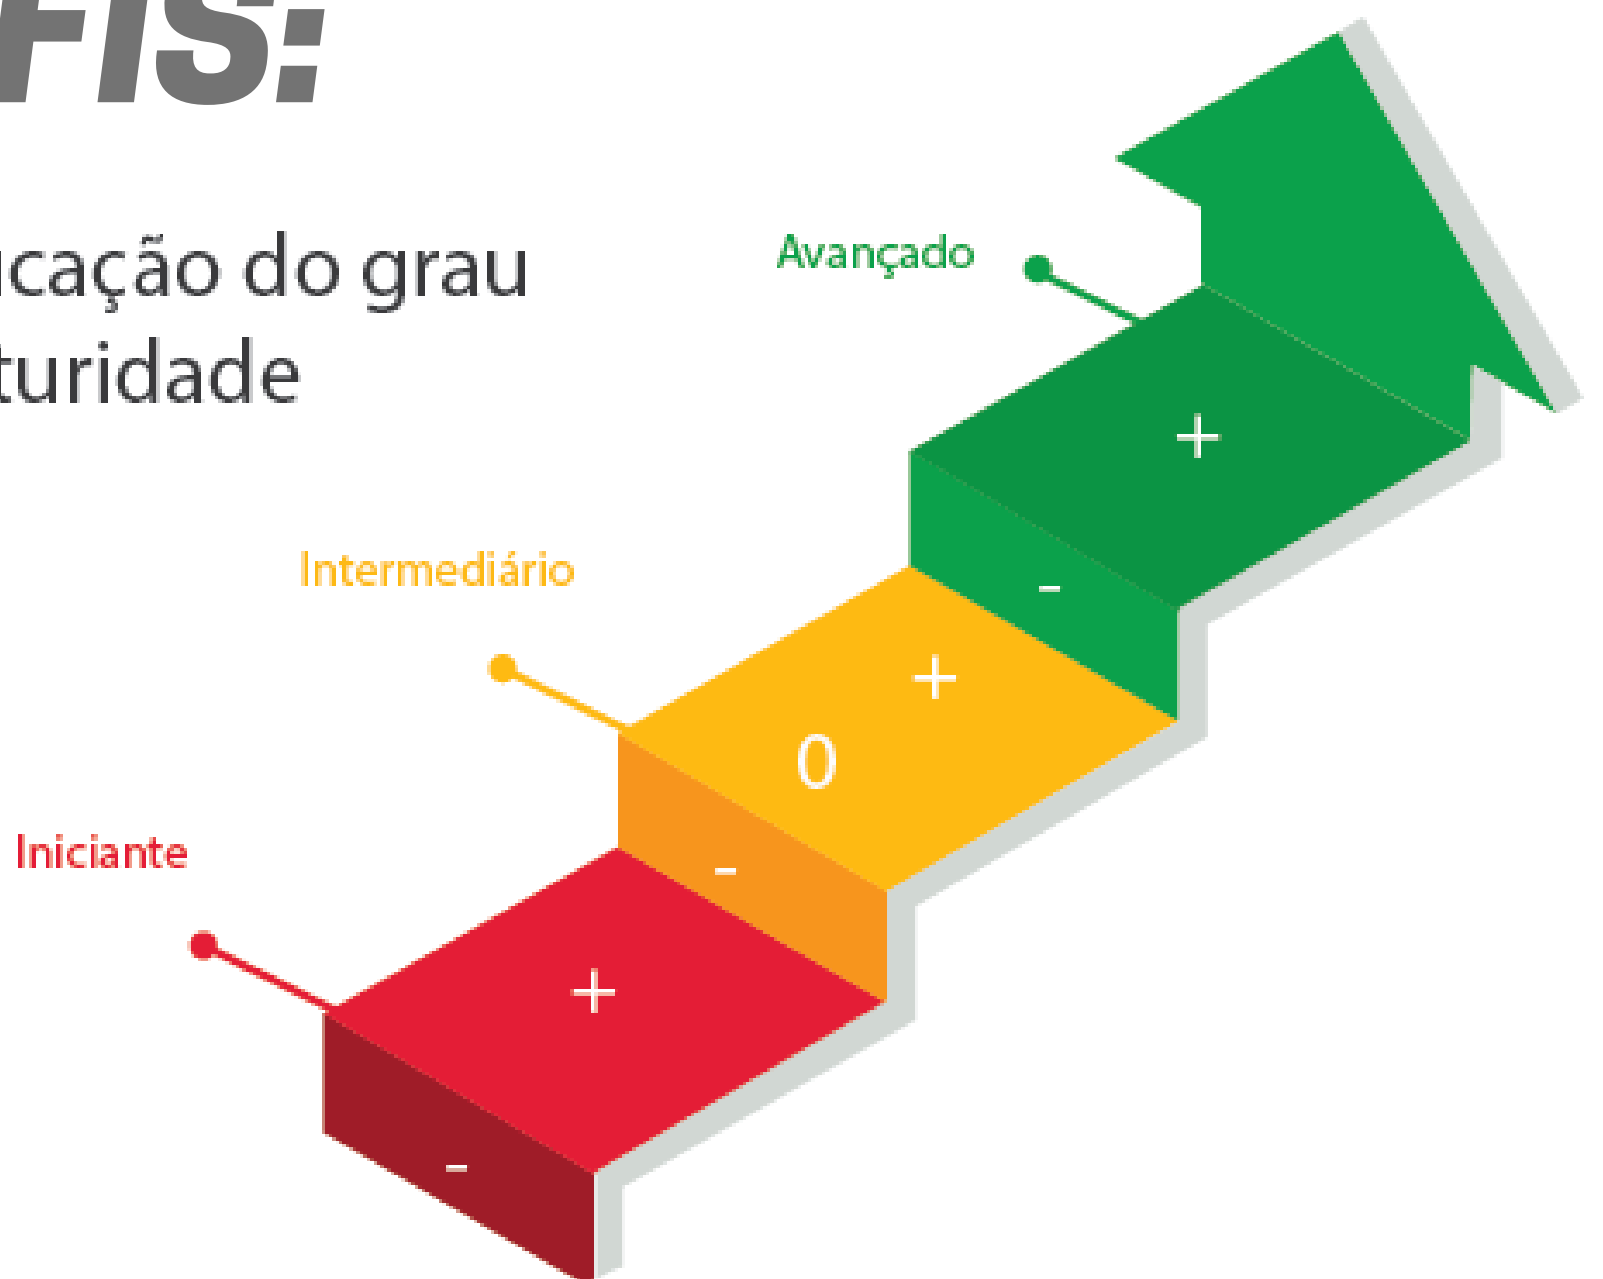 FIS:
cação do grau
turidade
Avançado
+
-
Intermediário
+
0
-
Iniciante
+
-